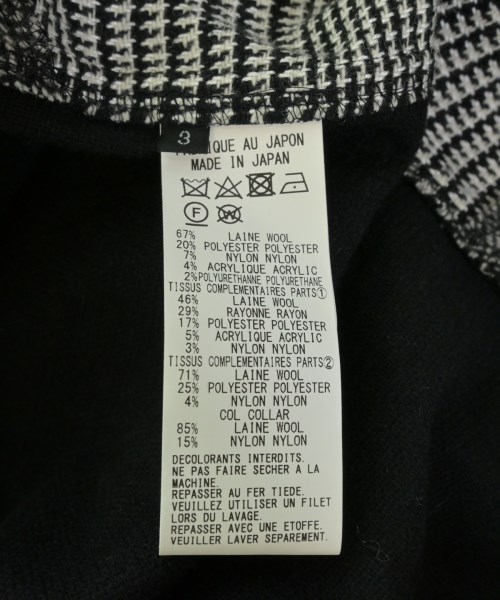 3
QUE AU JAPON
MADE IN JAPAN
F
W
67% LAINE WOOL
20% POLYESTER POLYESTER
7% NYLON NYLON
4% ACRYLIQUE ACRYLIC
2% POLYURETHANNE POLYURETHANE
TISSUS COMPLEMENTAIRES PARTS①
46% LAINE WOOL
29% RAYONNE RAYON
17% POLYESTER POLYESTER
5% ACRYLIQUE ACRYLIC
3% NYLON NYLON
TISSUS COMPLEMENTAIRES PARTS②
71% LAINE WOOL
25% POLYESTER POLYESTER
4% NYLON NYLON
COL COLLAR
85% LAINE WOOL
15% NYLON NYLON
DECOLORANTS INTERDITS.
NE PAS FAIRE SECHER A LA
MACHINE.
REPASSER AU FER TIEDE.
VEUILLEZ UTILISER UN FILET
LORS DU LAVAGE.
REPASSER AVEC UNE ETOFFE.
VEUILLER LAVER SEPAREMENT.